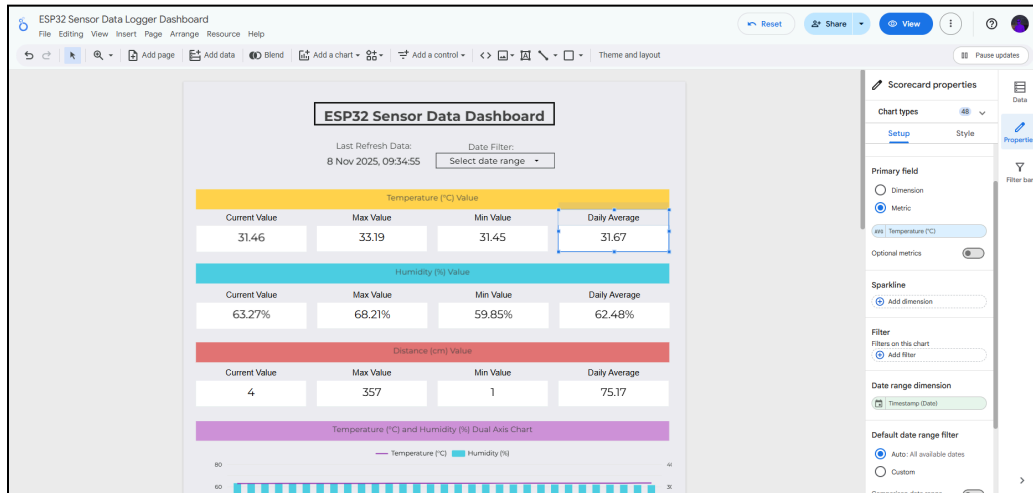 ESP32 Sensor Data Logger Dashboard
File Editing View Insert Page Arrange Resource Help
Reset
Share
View
Add page
Add data
Blend
Add a chart
Add a control
Theme and layout
Pause updates
ESP32 Sensor Data Dashboard
Last Refresh Data:
8 Nov 2025, 09:34:55
Date Filter:
Select date range
Temperature (°C) Value
Current Value Max Value Min Value Daily Average
31.46 33.19 31.45 31.67
Humidity (%) Value
Current Value Max Value Min Value Daily Average
63.27% 68.21% 59.85% 62.48%
Distance (cm) Value
Current Value Max Value Min Value Daily Average
4 357 1 75.17
Temperature (°C) and Humidity (%) Dual Axis Chart
Temperature (°C) Humidity (%)
80
60
Scorecard properties
Chart types 48
Setup Style
Primary field
Dimension
Metric
AVG Temperature (°C)
Optional metrics
Sparkline
Add dimension
Filter
Filters on this chart
Add filter
Date range dimension
Timestamp (Date)
Default date range filter
Auto: All available dates
Custom
Data
Propertie
Filter bar